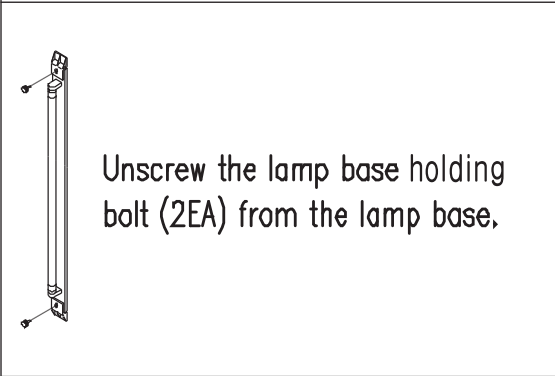 Unscrew the lamp base holding
bolt (2EA) from the lamp base.